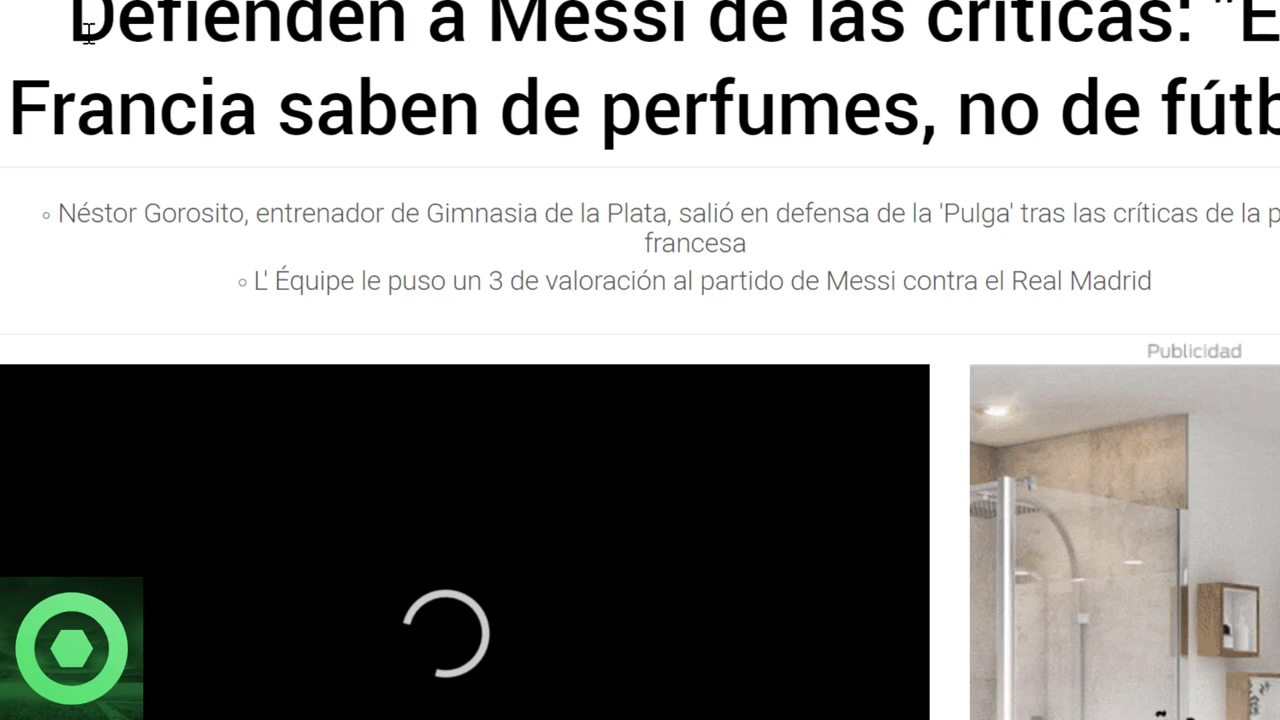 Defienden a Messi de las críticas: "E
Francia saben de perfumes, no de fútb
◦ Néstor Gorosito, entrenador de Gimnasia de la Plata, salió en defensa de la 'Pulga' tras las críticas de la p
francesa
◦ L' Équipe le puso un 3 de valoración al partido de Messi contra el Real Madrid
Publicidad